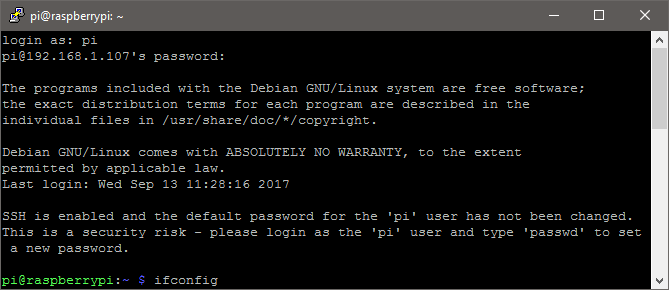 pi@raspberrypi: ~
login as: pi
pi@192.168.1.107's password:
The programs included with the Debian GNU/Linux system are free software;
the exact distribution terms for each program are described in the
individual files in /usr/share/doc/*/copyright.
Debian GNU/Linux comes with ABSOLUTELY NO WARRANTY, to the extent
permitted by applicable law.
Last login: Wed Sep 13 11:28:16 2017
SSH is enabled and the default password for the 'pi' user has not been changed.
This is a security risk - please login as the 'pi' user and type 'passwd' to set
 a new password.
pi@raspberrypi:~ $ ifconfig